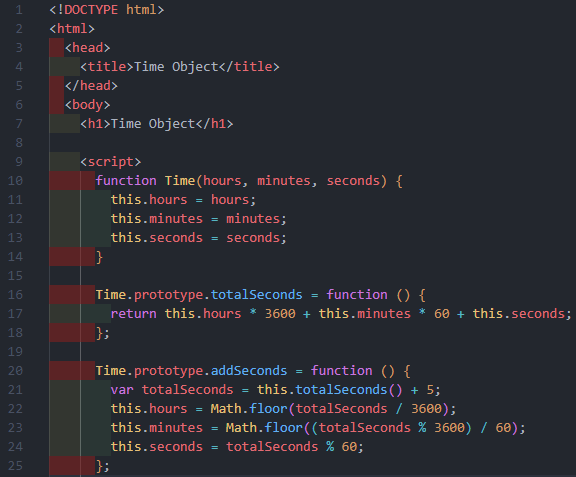 1 <!DOCTYPE html>
2 <html>
3 <head>
4 <title>Time Object</title>
5 </head>
6 <body>
7 <h1>Time Object</h1>
8
9 <script>
10 function Time(hours, minutes, seconds) {
11 this.hours = hours;
12 this.minutes = minutes;
13 this.seconds = seconds;
14 }
15
16 Time.prototype.totalSeconds = function () {
17 return this.hours * 3600 + this.minutes * 60 + this.seconds;
18 };
19
20 Time.prototype.addSeconds = function () {
21 var totalSeconds = this.totalSeconds() + 5;
22 this.hours = Math.floor(totalSeconds / 3600);
23 this.minutes = Math.floor((totalSeconds % 3600) / 60);
24 this.seconds = totalSeconds % 60;
25 };